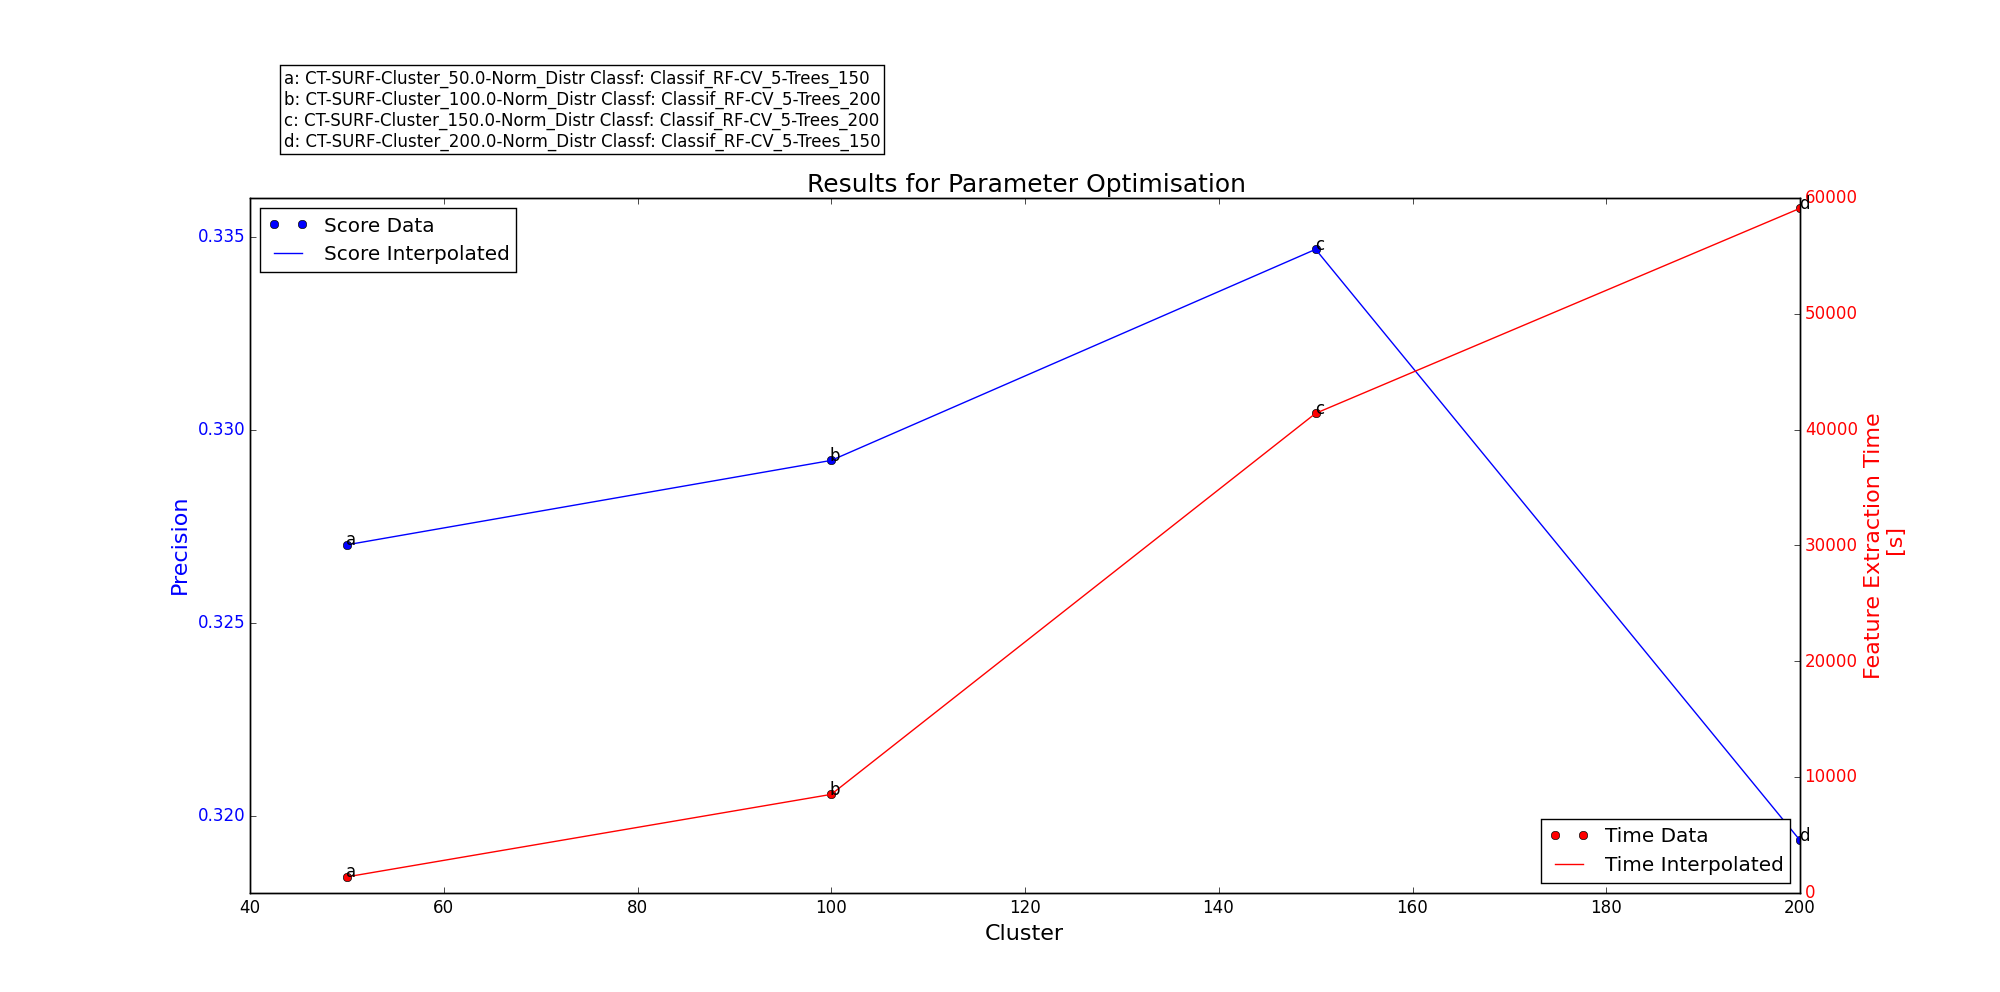 a: CT-SURF-Cluster_50.0-Norm_Distr Classf: Classif_RF-CV_5-Trees_150
b: CT-SURF-Cluster_100.0-Norm_Distr Classf: Classif_RF-CV_5-Trees_200
c: CT-SURF-Cluster_150.0-Norm_Distr Classf: Classif_RF-CV_5-Trees_200
d: CT-SURF-Cluster_200.0-Norm_Distr Classf: Classif_RF-CV_5-Trees_150
Results for Parameter Optimisation
Score Data
Score Interpolated
0.335
0.330
0.325
0.320
Precision
a
b
c
d
a
b
c
d
60000
50000
40000
30000
20000
10000
0
Feature Extraction Time
[s]
Time Data
Time Interpolated
40
60
80
100
120
140
160
180
200
Cluster